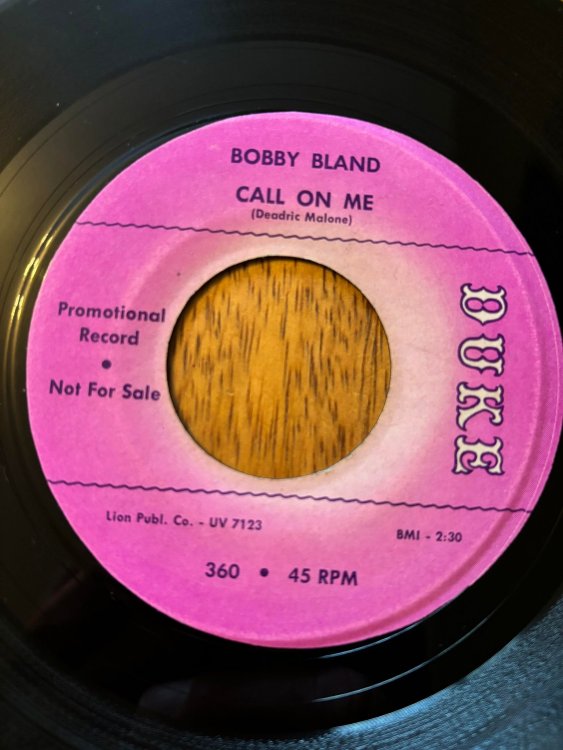 BOBBY BLAND
CALL ON ME
(Deadric Malone)
Promotional
Record
•
Not For Sale
DUKE
Lion Publ. Co. - UV 7123
BMI - 2:30
360 • 45 RPM